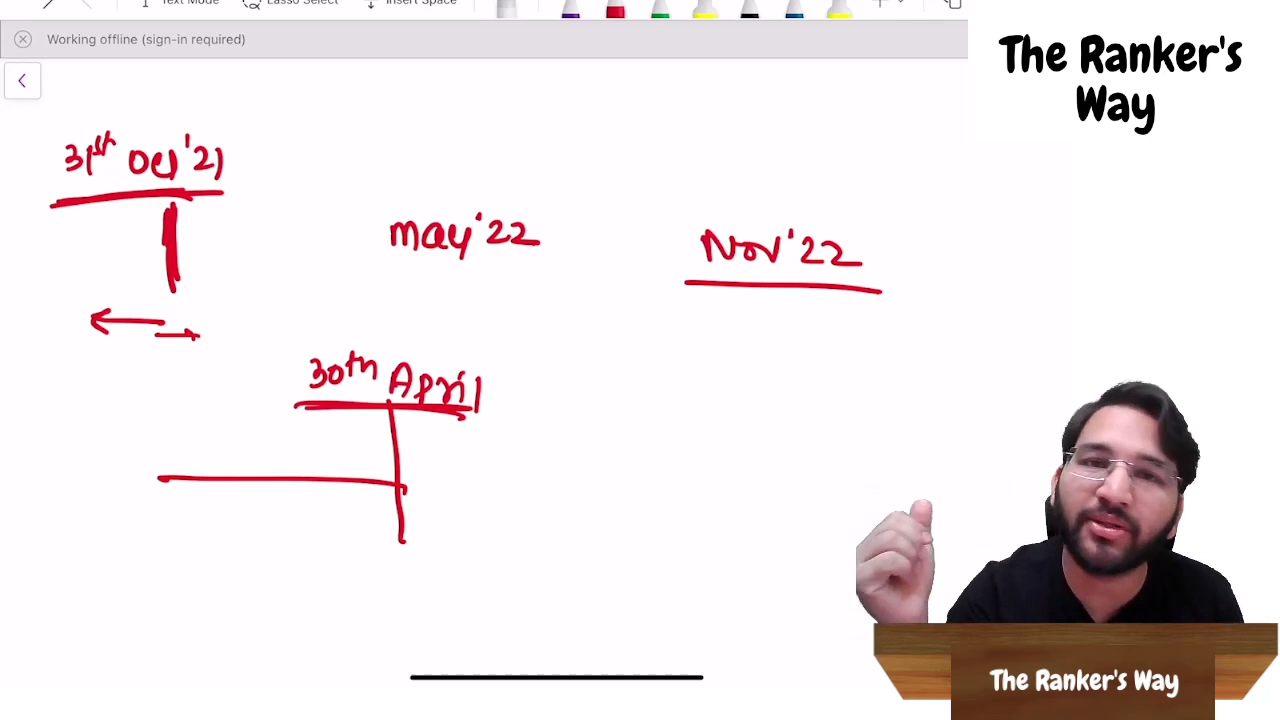 Text Mode
Lasso Select
Insert Space
Working offline (sign-in required)
The Ranker's
Way
31st Oct'21
May'22
Nov'22
30th April
The Ranker's Way